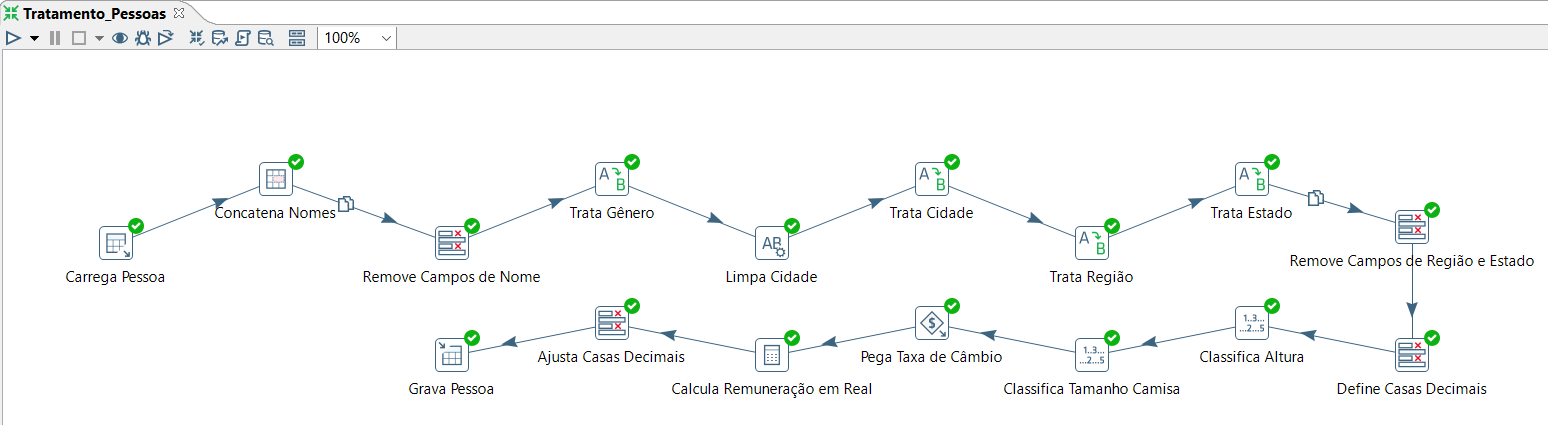 Tratamento_Pessoas
100%
Concatena Nomes
Trata Gênero
Trata Cidade
Trata Estado
Carrega Pessoa
Remove Campos de Nome
Limpa Cidade
Trata Região
Remove Campos de Região e Estado
Ajusta Casas Decimais
Pega Taxa de Câmbio
Classifica Altura
Grava Pessoa
Calcula Remuneração em Real
Classifica Tamanho Camisa
Define Casas Decimais